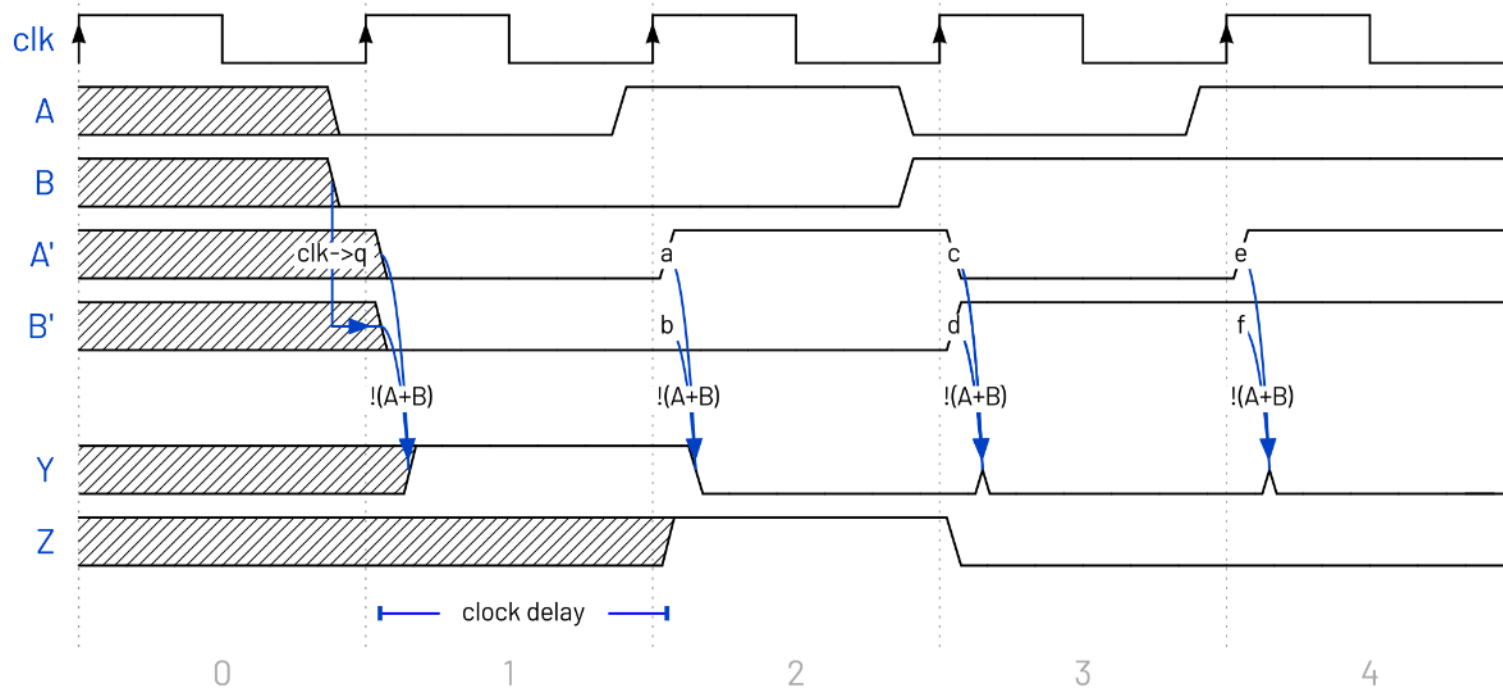 clk
A
B
A' clk->q a c e
B' b d f
!(A+B) !(A+B) !(A+B) !(A+B)
Y
Z
clock delay
0 1 2 3 4